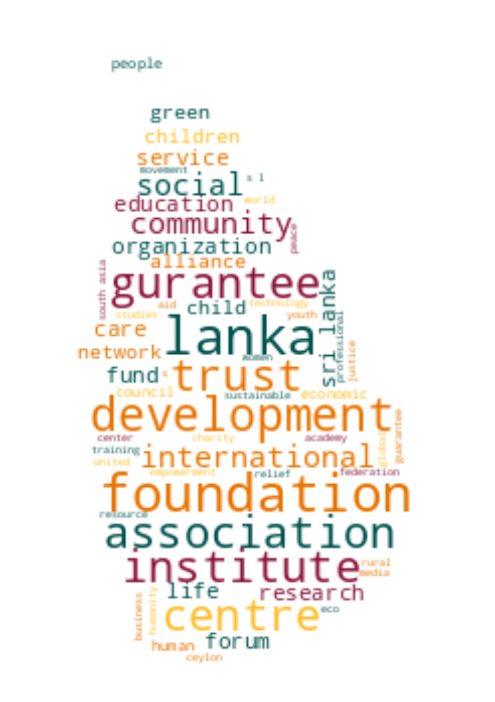 people
green
children
service
movement
social s l
education world
community
peace
organization
alliance
south asia
gurantee
sri lanka
aid child technology
studies youth
professional
care lanka
justice
network women
fund s trust
council sustainable economic
development
guarantee
center charity academy
global
training international
united
empowerment relief federation
foundation
resource
association
institute rural
media
life research
business
humanity
centre eco
human forum
ceylon